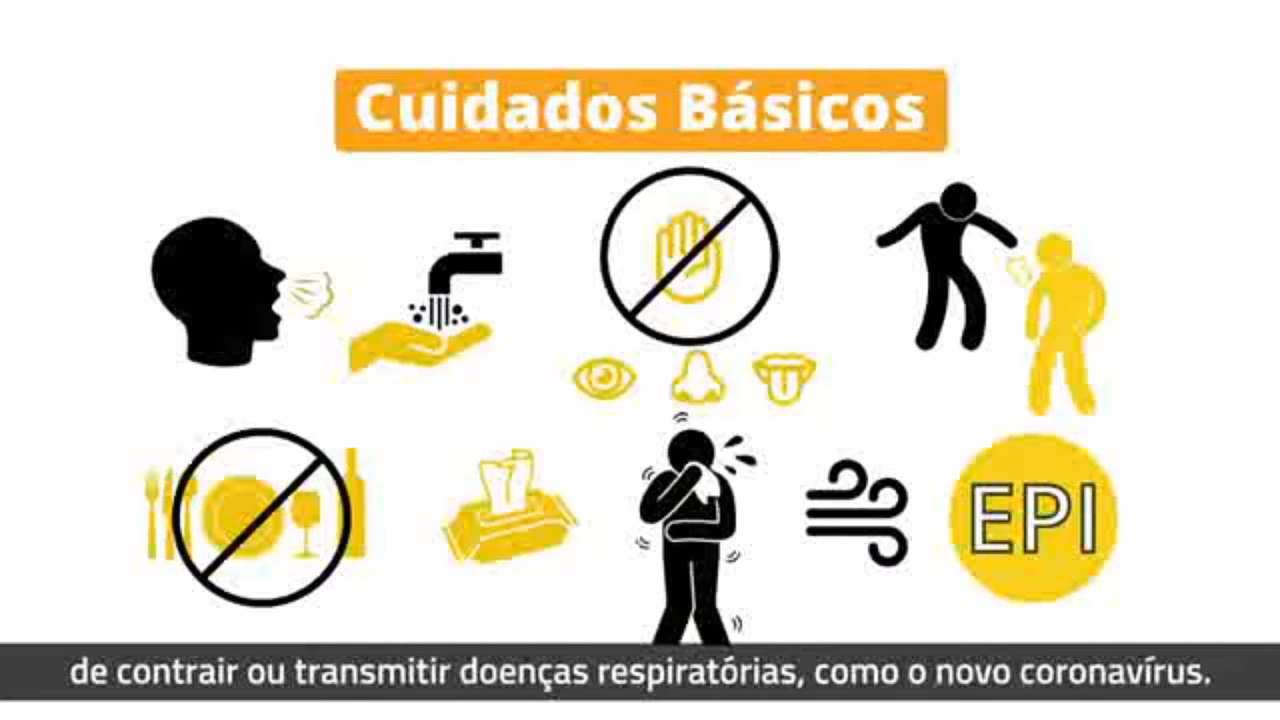 Cuidados Básicos
EPI
de contrair ou transmitir doenças respiratórias, como o novo coronavírus.